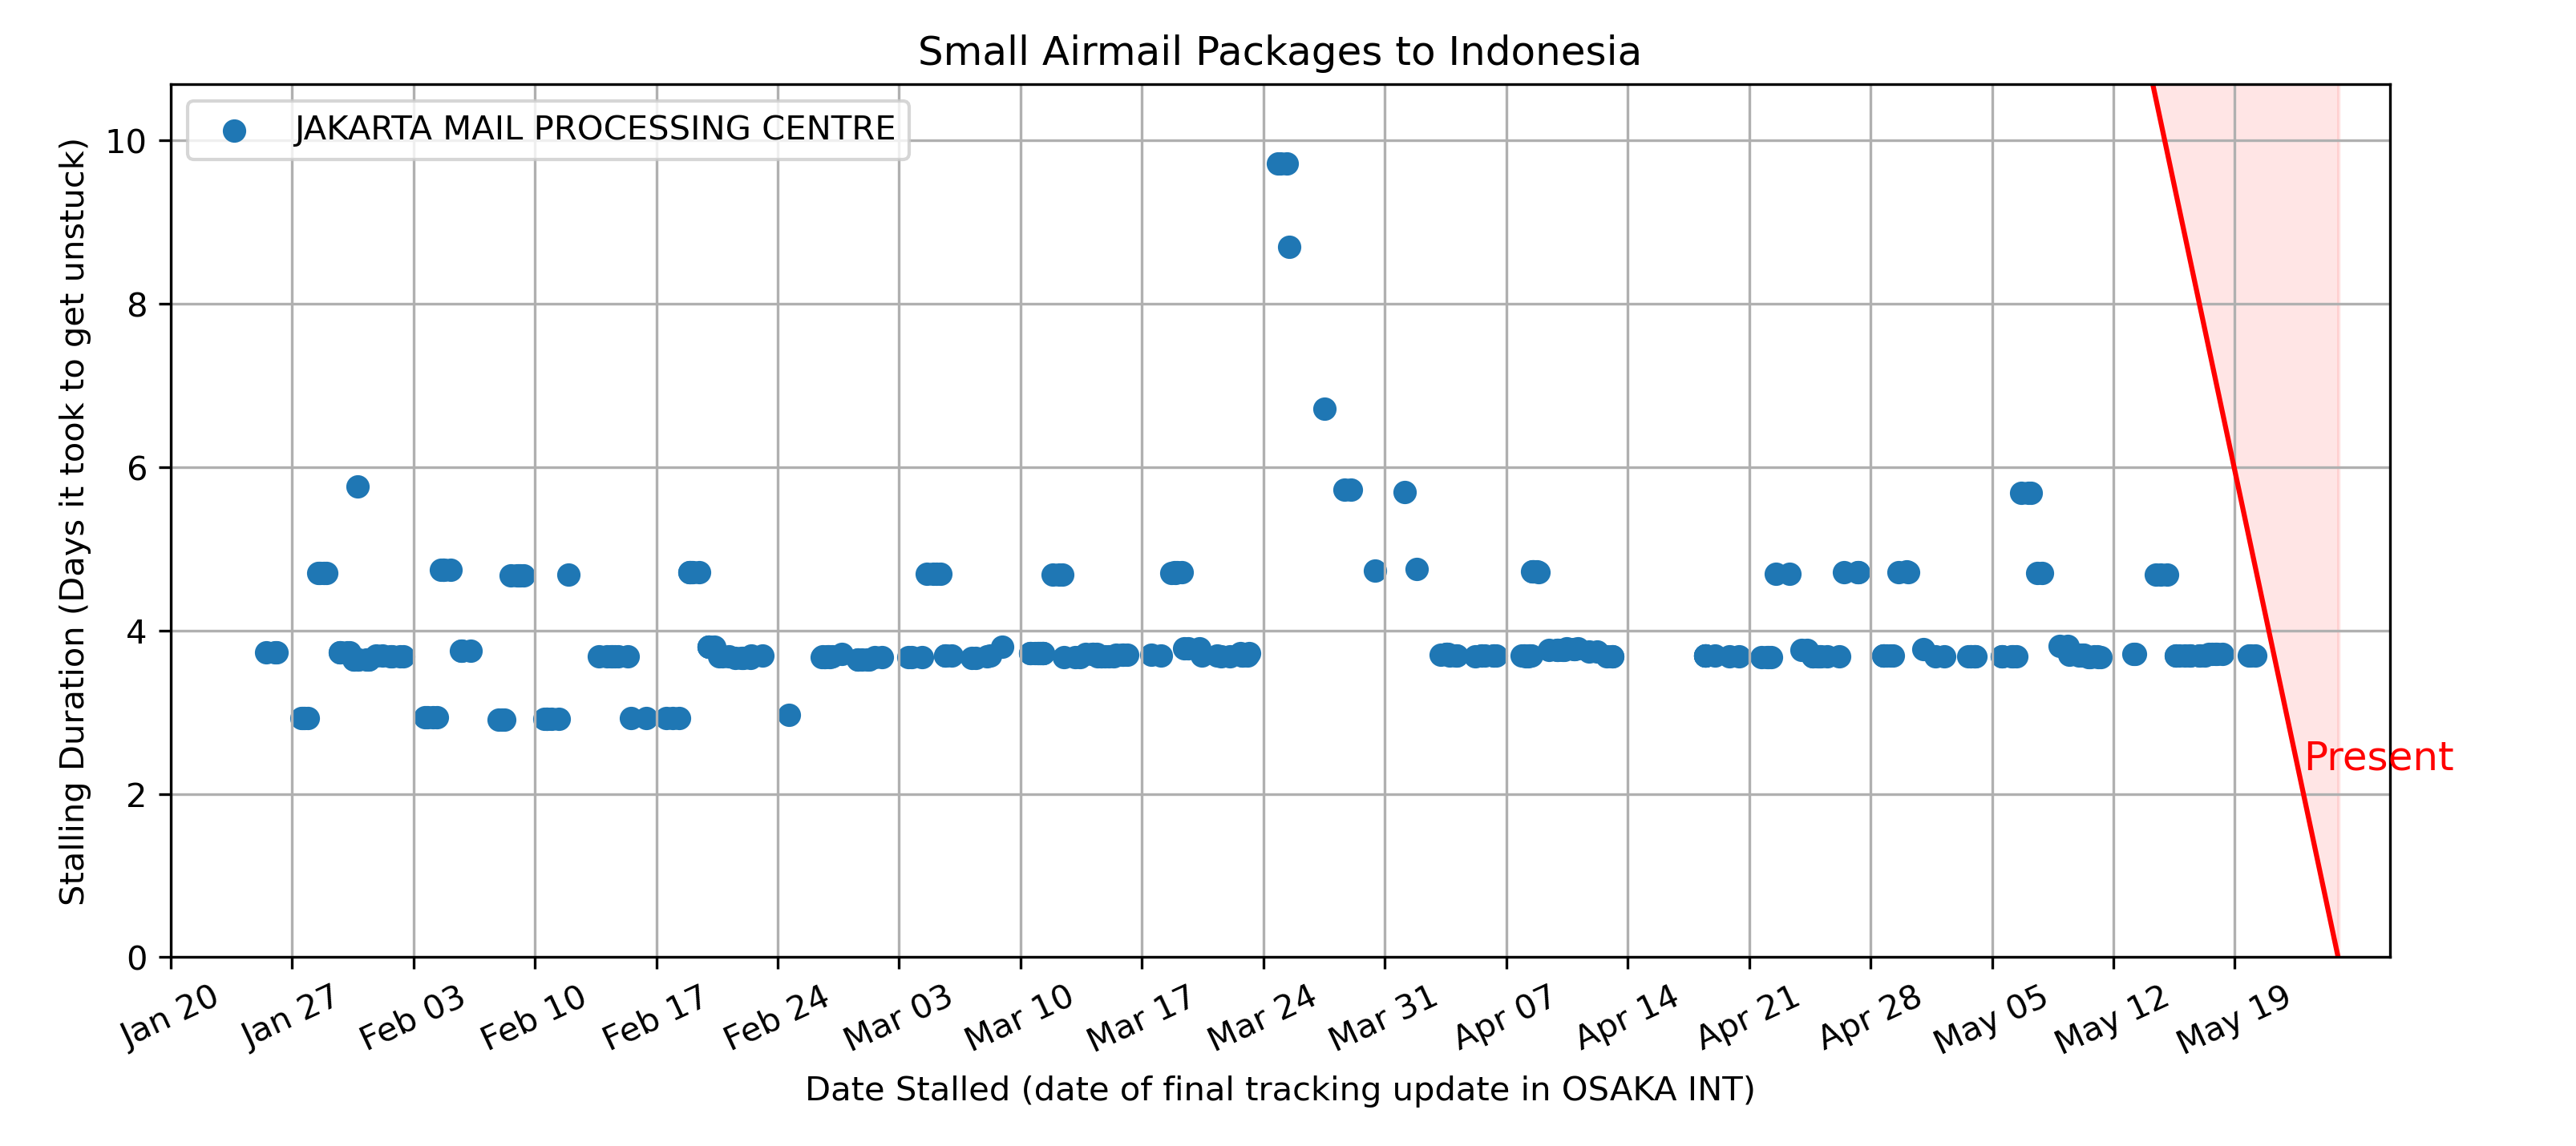 Small Airmail Packages to Indonesia
JAKARTA MAIL PROCESSING CENTRE
Stalling Duration (Days it took to get unstuck)
10
8
6
4
2
0
Present
Jan 20
Jan 27
Feb 03
Feb 10
Feb 17
Feb 24
Mar 03
Mar 10
Mar 17
Mar 24
Mar 31
Apr 07
Apr 14
Apr 21
Apr 28
May 05
May 12
May 19
Date Stalled (date of final tracking update in OSAKA INT)